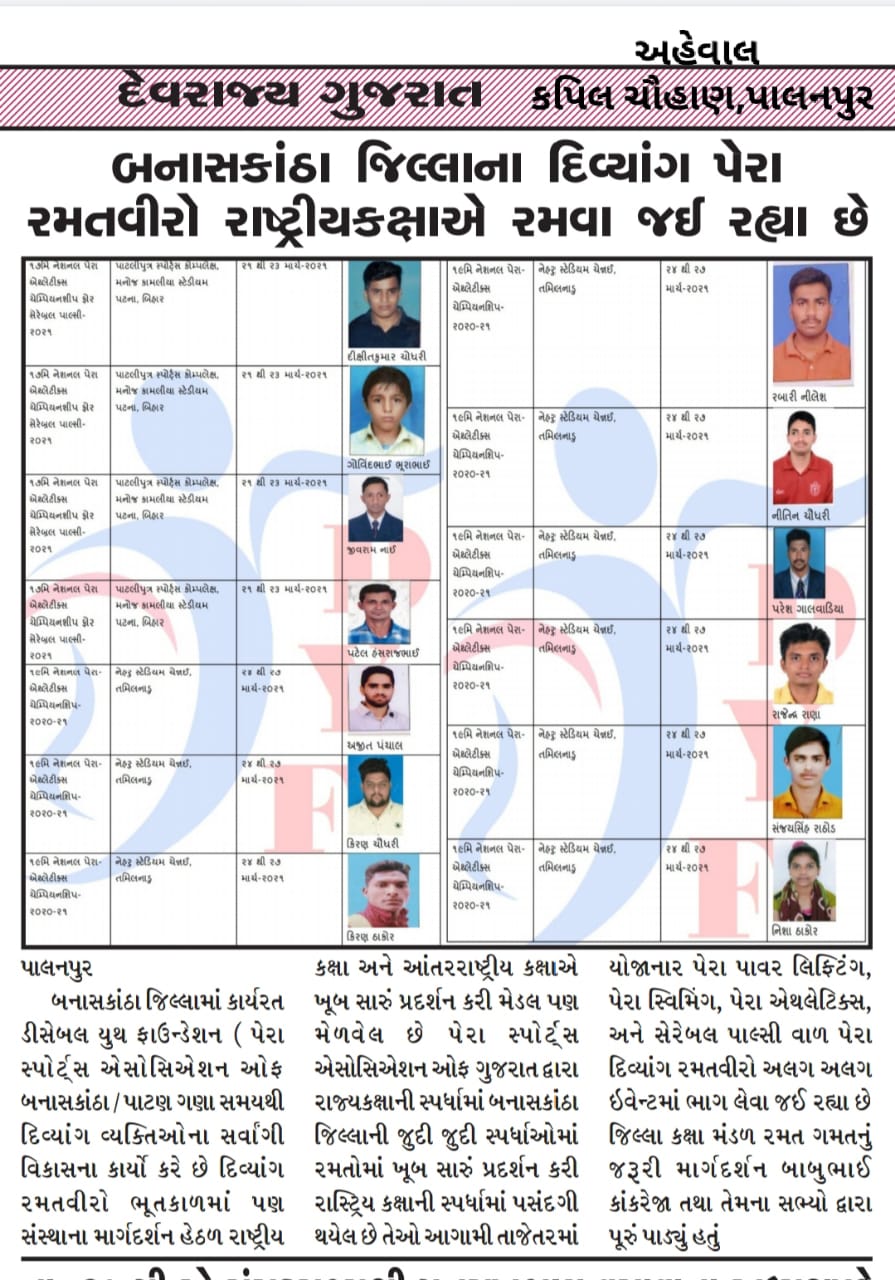 અહેવાલ
દેવરાજ્ય ગુજરાત
કપિલ ચૌહાણ,પાલનપુર
બનાસકાંઠા જિલ્લાના દિવ્યાંગ પેરા
રમતવીરો રાષ્ટ્રીયકક્ષાએ રમવા જઈ રહ્યા છે
૧૭મિ નેશનલ પેરા
એથ્લેટીક્સ
ચેમ્પિયનશીપ ફોર
સેરેબલ પાલ્સી-
૨૦૨૧
પાટલીપુત્ર સ્પોર્ટ્સ કોમ્પલેક્ષ,
મનોજ કામલીયા સ્ટેડીયમ
પટના, બિહાર
૨૧ થી ૨૩ માર્ચ-૨૦૨૧
દીક્ષીતકુમાર ચૌધરી
૧૭મિ નેશનલ પેરા
એથ્લેટીક્સ
ચેમ્પિયનશીપ ફોર
સેરેબલ પાલ્સી-
૨૦૨૧
પાટલીપુત્ર સ્પોર્ટ્સ કોમ્પલેક્ષ,
મનોજ કામલીયા સ્ટેડીયમ
પટના, બિહાર
૨૧ થી ૨૩ માર્ચ-૨૦૨૧
ગોવિંદભાઈ ભૂરાભાઈ
૧૭મિ નેશનલ પેરા
એથ્લેટીક્સ
ચેમ્પિયનશીપ ફોર
સેરેબલ પાલ્સી-
૨૦૨૧
પાટલીપુત્ર સ્પોર્ટ્સ કોમ્પલેક્ષ,
મનોજ કામલીયા સ્ટેડીયમ
પટના, બિહાર
૨૧ થી ૨૩ માર્ચ-૨૦૨૧
જીવરામ નાઈ
૧૭મિ નેશનલ પેરા
એથ્લેટીક્સ
ચેમ્પિયનશીપ ફોર
સેરેબલ પાલ્સી-
૨૦૨૧
પાટલીપુત્ર સ્પોર્ટ્સ કોમ્પલેક્ષ,
મનોજ કામલીયા સ્ટેડીયમ
પટના, બિહાર
૨૧ થી ૨૩ માર્ચ-૨૦૨૧
પટેલ હંસરાજભાઈ
૧૯મિ નેશનલ પેરા-
એથ્લેટીક્સ
ચેમ્પિયનશિપ-
૨૦૨૦-૨૧
નેહરુ સ્ટેડિયમ ચેન્નઈ,
તમિલનાડુ
૨૪ થી ૨૭
માર્ચ-૨૦૨૧
અજીત પંચાલ
૧૯મિ નેશનલ પેરા-
એથ્લેટીક્સ
ચેમ્પિયનશિપ-
૨૦૨૦-૨૧
નેહરુ સ્ટેડિયમ ચેન્નઈ,
તમિલનાડુ
૨૪ થી ૨૭
માર્ચ-૨૦૨૧
કિરણ ચૌધરી
૧૯મિ નેશનલ પેરા-
એથ્લેટીક્સ
ચેમ્પિયનશિપ-
૨૦૨૦-૨૧
નેહરુ સ્ટેડિયમ ચેન્નઈ,
તમિલનાડુ
૨૪ થી ૨૭
માર્ચ-૨૦૨૧
કિરણ ઠાકોર
૧૯મિ નેશનલ પેરા-
એથ્લેટીક્સ
ચેમ્પિયનશિપ-
૨૦૨૦-૨૧
નેહરુ સ્ટેડિયમ ચેન્નઈ,
તમિલનાડુ
૨૪ થી ૨૭
માર્ચ-૨૦૨૧
રબારી નીલેશ
૧૯મિ નેશનલ પેરા-
એથ્લેટીક્સ
ચેમ્પિયનશિપ-
૨૦૨૦-૨૧
નેહરુ સ્ટેડિયમ ચેન્નઈ,
તમિલનાડુ
૨૪ થી ૨૭
માર્ચ-૨૦૨૧
નીતિન ચૌધરી
૧૯મિ નેશનલ પેરા-
એથ્લેટીક્સ
ચેમ્પિયનશિપ-
૨૦૨૦-૨૧
નેહરુ સ્ટેડિયમ ચેન્નઈ,
તમિલનાડુ
૨૪ થી ૨૭
માર્ચ-૨૦૨૧
પરેશ ગાલવાડિયા
૧૯મિ નેશનલ પેરા-
એથ્લેટીક્સ
ચેમ્પિયનશિપ-
૨૦૨૦-૨૧
નેહરુ સ્ટેડિયમ ચેન્નઈ,
તમિલનાડુ
૨૪ થી ૨૭
માર્ચ-૨૦૨૧
રાજેન્દ્ર રાણા
૧૯મિ નેશનલ પેરા-
એથ્લેટીક્સ
ચેમ્પિયનશિપ-
૨૦૨૦-૨૧
નેહરુ સ્ટેડિયમ ચેન્નઈ,
તમિલનાડુ
૨૪ થી ૨૭
માર્ચ-૨૦૨૧
સંજયસિંહ રાઠોડ
૧૯મિ નેશનલ પેરા-
એથ્લેટીક્સ
ચેમ્પિયનશિપ-
૨૦૨૦-૨૧
નેહરુ સ્ટેડિયમ ચેન્નઈ,
તમિલનાડુ
૨૪ થી ૨૭
માર્ચ-૨૦૨૧
નિશા ઠાકોર
DYF
DYF
પાલનપુર
બનાસકાંઠા જિલ્લામાં કાર્યરત
ડીસેબલ યુથ ફાઉન્ડેશન ( પેરા
સ્પોર્ટ્સ એસોસિએશન ઓફ
બનાસકાંઠા/પાટણ ગણા સમયથી
દિવ્યાંગ વ્યક્તિઓના સર્વાંગી
વિકાસના કાર્યો કરે છે દિવ્યાંગ
રમતવીરો ભૂતકાળમાં પણ
સંસ્થાના માર્ગદર્શન હેઠળ રાષ્ટ્રીય
કક્ષા અને આંતરરાષ્ટ્રીય કક્ષાએ
ખૂબ સારું પ્રદર્શન કરી મેડલ પણ
મેળવેલ છે પેરા સ્પોર્ટ્સ
એસોસિએશન ઓફ ગુજરાત દ્વારા
રાજ્યકક્ષાની સ્પર્ધામાં બનાસકાંઠા
જિલ્લાની જુદી જુદી સ્પર્ધાઓમાં
રમતોમાં ખૂબ સારું પ્રદર્શન કરી
રાસ્ટ્રિય કક્ષાની સ્પર્ધામાં પસંદગી
થયેલ છે તેઓ આગામી તાજેતરમાં
યોજાનાર પેરા પાવર લિફ્ટિંગ,
પેરા સ્વિમિંગ, પેરા એથલેટિક્સ,
અને સેરેબલ પાલ્સી વાળ પેરા
દિવ્યાંગ રમતવીરો અલગ અલગ
ઇવેન્ટમાં ભાગ લેવા જઈ રહ્યા છે
જિલ્લા કક્ષા મંડળ રમત ગમતનું
જરૂરી માર્ગદર્શન બાબુભાઈ
કાંકરેજા તથા તેમના સભ્યો દ્વારા
પૂરું પાડ્યું હતું